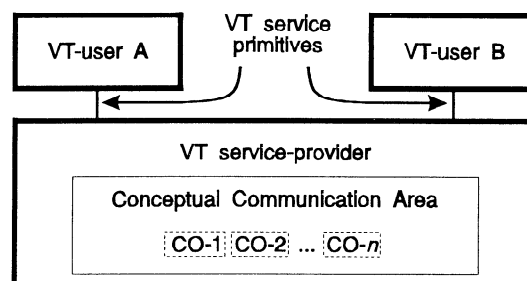 VT-user A
VT service
primitives
VT-user B
VT service-provider
Conceptual Communication Area
CO-1 CO-2 ... CO-n